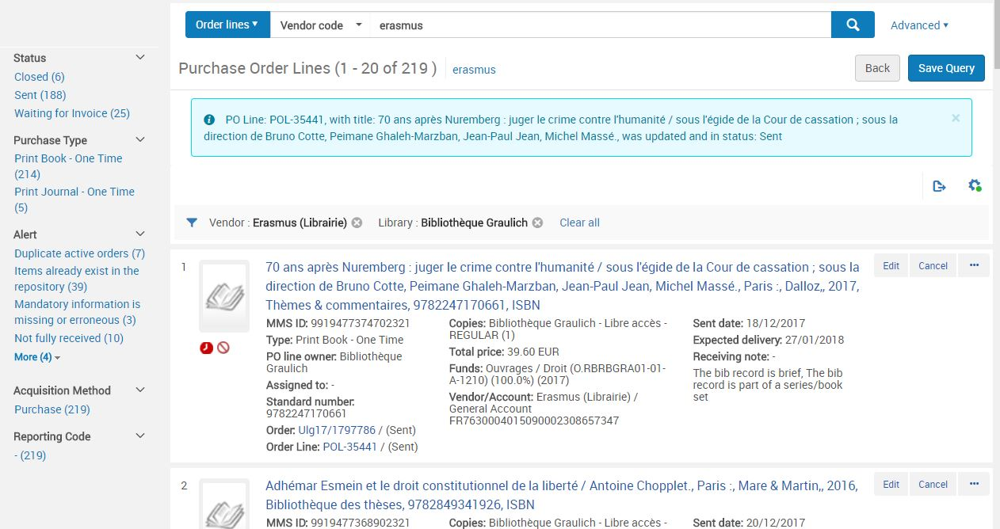 Order lines ▾ Vendor code erasmus Advanced ▾
Purchase Order Lines (1 - 20 of 219 ) erasmus Back Save Query
PO Line: POL-35441, with title: 70 ans après Nuremberg : juger le crime contre l'humanité / sous l'égide de la Cour de cassation ; sous la
direction de Bruno Cotte, Peimane Ghaleh-Marzban, Jean-Paul Jean, Michel Massé., was updated and in status: Sent
Vendor : Erasmus (Librairie) Library : Bibliothèque Graulich Clear all
Status
Closed (6)
Sent (188)
Waiting for Invoice (25)
Purchase Type
Print Book - One Time
(214)
Print Journal - One Time
(5)
Alert
Duplicate active orders (7)
Items already exist in the
repository (39)
Mandatory information is
missing or erroneous (3)
Not fully received (10)
More (4)
Acquisition Method
Purchase (219)
Reporting Code
- (219)
1
70 ans après Nuremberg : juger le crime contre l'humanité / sous l'égide de la Cour de cassation ; sous la
direction de Bruno Cotte, Peimane Ghaleh-Marzban, Jean-Paul Jean, Michel Massé., Paris :, Dalloz,, 2017,
Thèmes & commentaires, 9782247170661, ISBN
Edit Cancel ...
MMS ID: 9919477374702321
Type: Print Book - One Time
PO line owner: Bibliothèque
Graulich
Assigned to: -
Standard number:
9782247170661
Order: Ulg17/1797786 / (Sent)
Order Line: POL-35441 / (Sent)
Copies: Bibliothèque Graulich - Libre accès -
REGULAR (1)
Total price: 39.60 EUR
Funds: Ouvrages / Droit (O.RBRBGRA01-01-
A-1210) (100.0%) (2017)
Vendor/Account: Erasmus (Librairie) /
General Account
FR7630004015090002308657347
Sent date: 18/12/2017
Expected delivery: 27/01/2018
Receiving note: -
The bib record is brief, The bib
record is part of a series/book
set
2
Adhémar Esmein et le droit constitutionnel de la liberté / Antoine Chopplet., Paris :, Mare & Martin,, 2016,
Bibliothèque des thèses, 9782849341926, ISBN
Edit Cancel ...
MMS ID: 9919477368902321
Copies: Bibliothèque Graulich - Libre accès -
Sent date: 20/12/2017